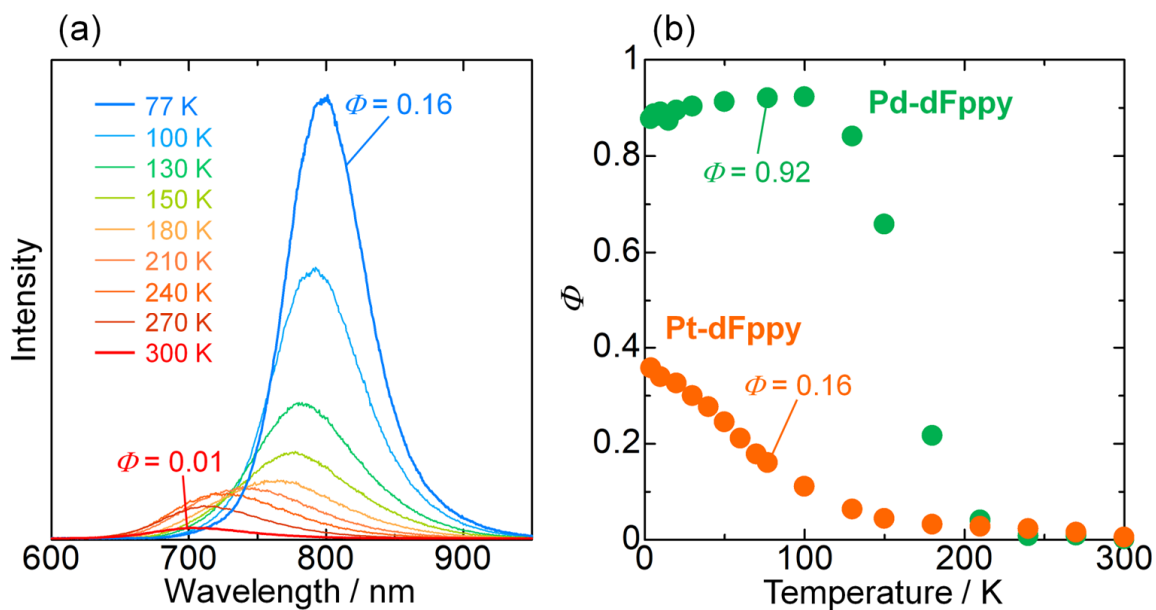 (a)
Intensity
77 K
100 K
130 K
150 K
180 K
210 K
240 K
270 K
300 K
Φ = 0.16
Φ = 0.01
600 700 800 900
Wavelength / nm
(b)
Φ
1
0.8
0.6
0.4
0.2
0
Pd-dFppy
Φ = 0.92
Pt-dFppy
Φ = 0.16
0 100 200 300
Temperature / K